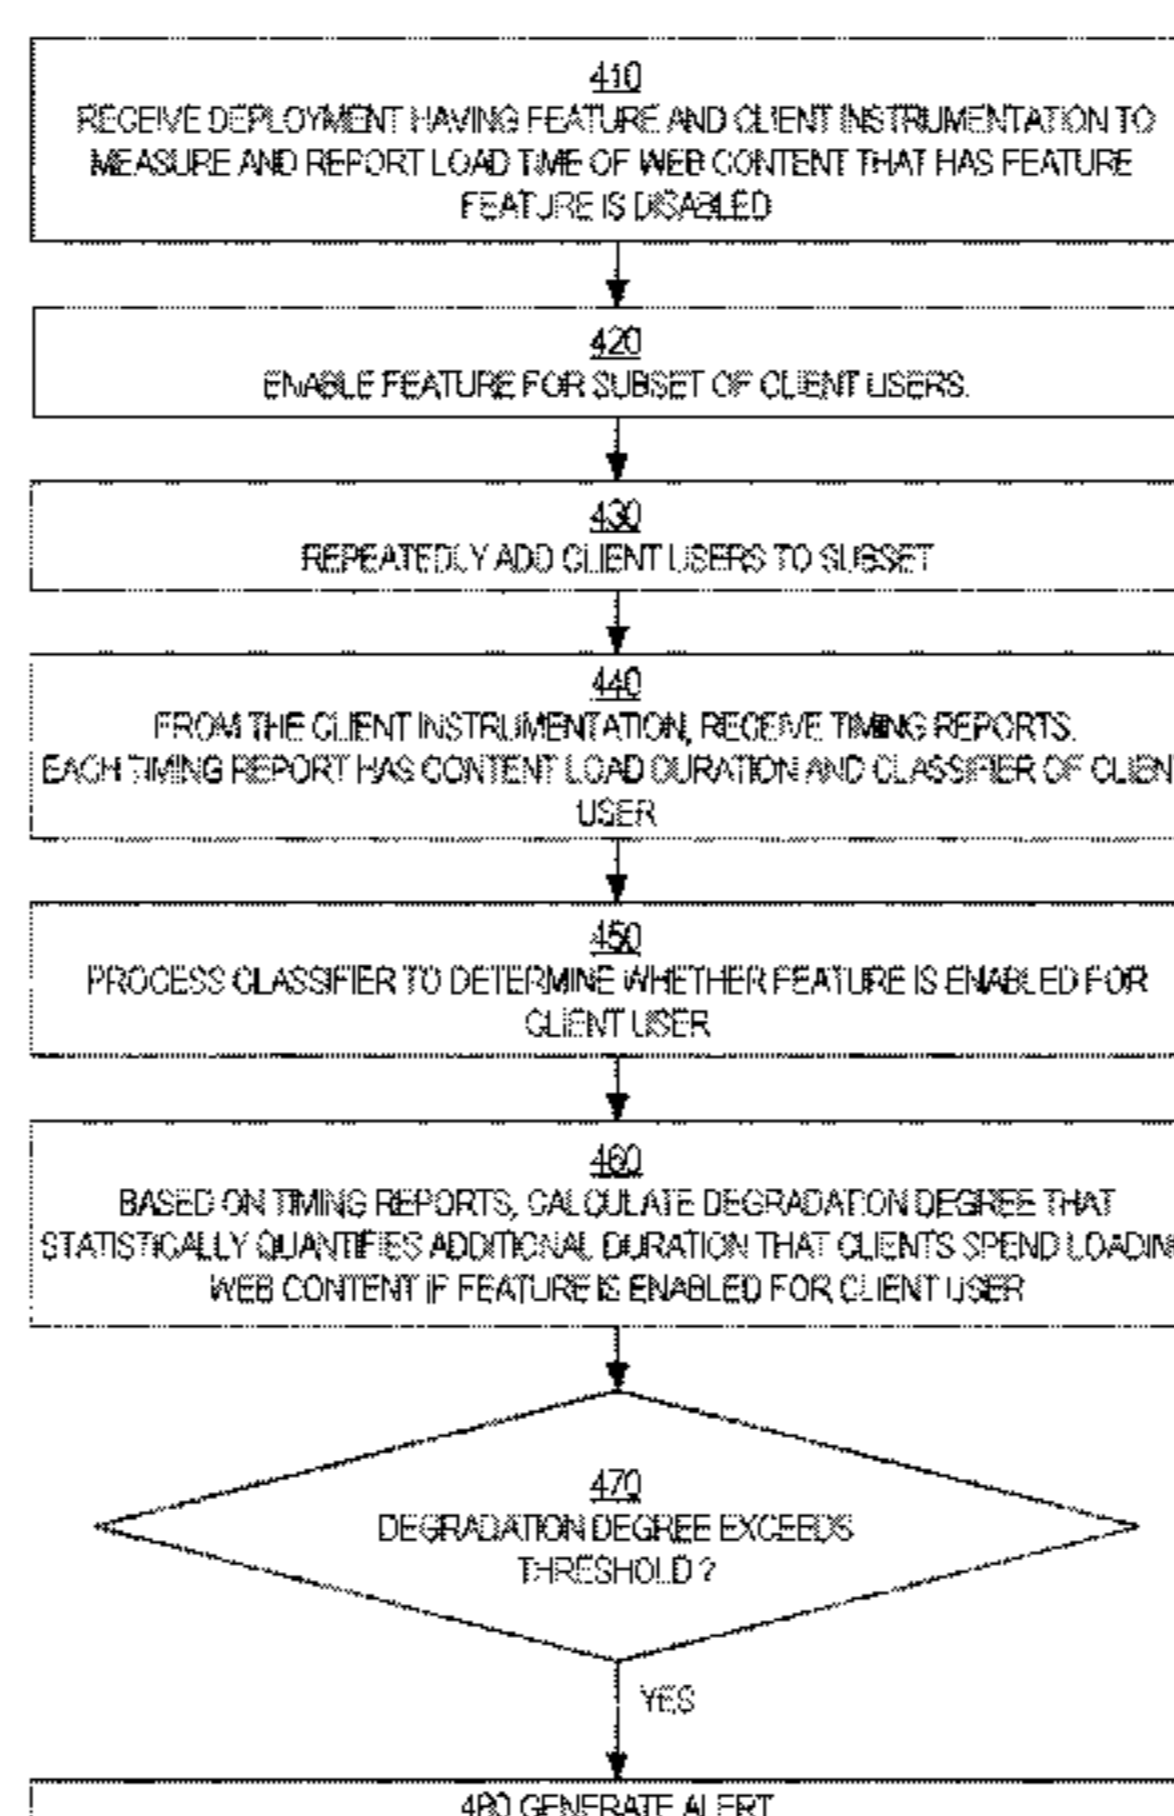 410
RECEIVE DEPLOYMENT HAVING FEATURE AND CLIENT INSTRUMENTATION TO
MEASURE AND REPORT LOAD TIME OF WEB CONTENT THAT HAS FEATURE
FEATURE IS DISABLED
420
ENABLE FEATURE FOR SUBSET OF CLIENT USERS.
430
REPEATEDLY ADD CLIENT USERS TO SUBSET
440
FROM THE CLIENT INSTRUMENTATION, RECEIVE TIMING REPORTS.
EACH TIMING REPORT HAS CONTENT LOAD DURATION AND CLASSIFIER OF CLIENT
USER
450
PROCESS CLASSIFIER TO DETERMINE WHETHER FEATURE IS ENABLED FOR
CLIENT USER
460
BASED ON TIMING REPORTS, CALCULATE DEGRADATION DEGREE THAT
STATISTICALLY QUANTIFIES ADDITIONAL DURATION THAT CLIENTS SPEND LOADING
WEB CONTENT IF FEATURE IS ENABLED FOR CLIENT USER
470
DEGRADATION DEGREE EXCEEDS
THRESHOLD ?
YES
480 GENERATE ALERT